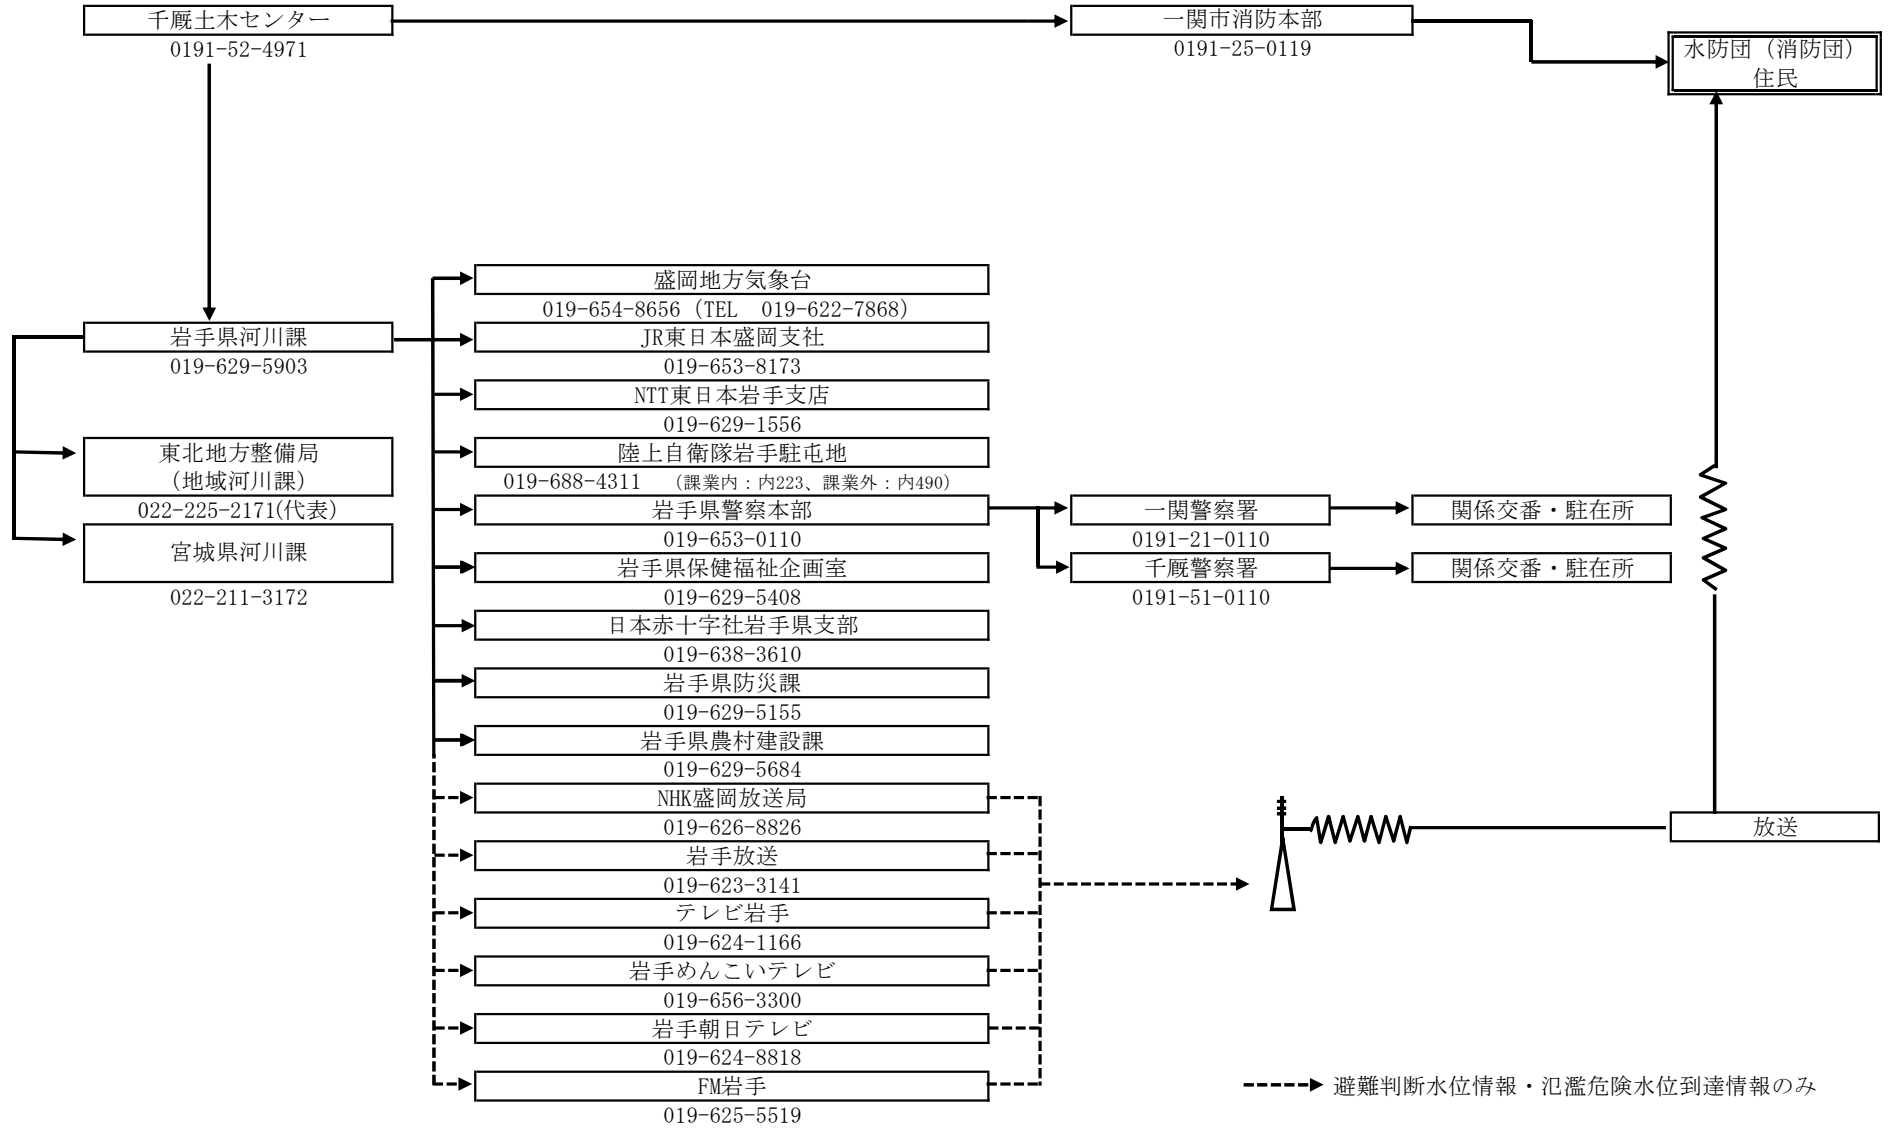 千厩土木センター
0191-52-4971
一関市消防本部
0191-25-0119
水防団（消防団）
住民
岩手県河川課
019-629-5903
東北地方整備局
（地域河川課）
022-225-2171(代表）
宮城県河川課
022-211-3172
盛岡地方気象台
019-654-8656（TEL　019-622-7868）
JR東日本盛岡支社
019-653-8173
NTT東日本岩手支店
019-629-1556
陸上自衛隊岩手駐屯地
019-688-4311　（課業内：内223、課業外：内490）
岩手県警察本部
019-653-0110
岩手県保健福祉企画室
019-629-5408
日本赤十字社岩手県支部
019-638-3610
岩手県防災課
019-629-5155
岩手県農村建設課
019-629-5684
NHK盛岡放送局
019-626-8826
岩手放送
019-623-3141
テレビ岩手
019-624-1166
岩手めんこいテレビ
019-656-3300
岩手朝日テレビ
019-624-8818
FM岩手
019-625-5519
一関警察署
0191-21-0110
関係交番・駐在所
千厩警察署
0191-51-0110
関係交番・駐在所
放送
避難判断水位情報・氾濫危険水位到達情報のみ